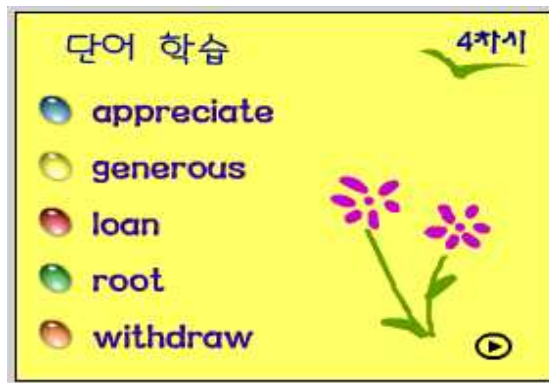 단어 학습
4차시
appreciate
generous
loan
root
withdraw